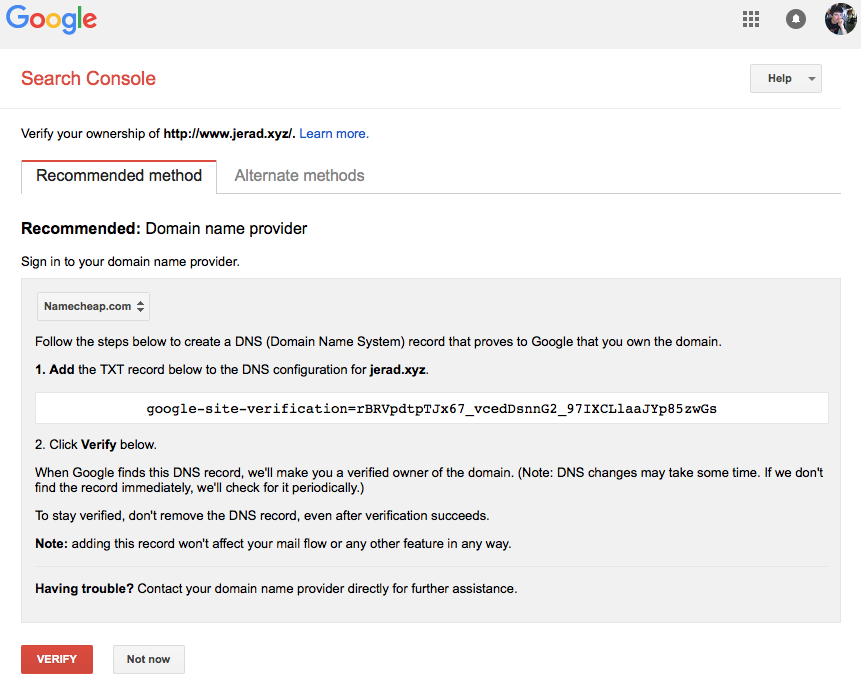 Google
Search Console
Help
Verify your ownership of http://www.jerad.xyz/. Learn more.
Recommended method
Alternate methods
Recommended: Domain name provider
Sign in to your domain name provider.
Namecheap.com
Follow the steps below to create a DNS (Domain Name System) record that proves to Google that you own the domain.
1. Add the TXT record below to the DNS configuration for jerad.xyz.
google-site-verification=rBRVpdtpTJx67_vcedDsnnG2_97IXCLlaaJYp85zwGs
2. Click Verify below.
When Google finds this DNS record, we'll make you a verified owner of the domain. (Note: DNS changes may take some time. If we don't
find the record immediately, we'll check for it periodically.)
To stay verified, don't remove the DNS record, even after verification succeeds.
Note: adding this record won't affect your mail flow or any other feature in any way.
Having trouble? Contact your domain name provider directly for further assistance.
VERIFY
Not now